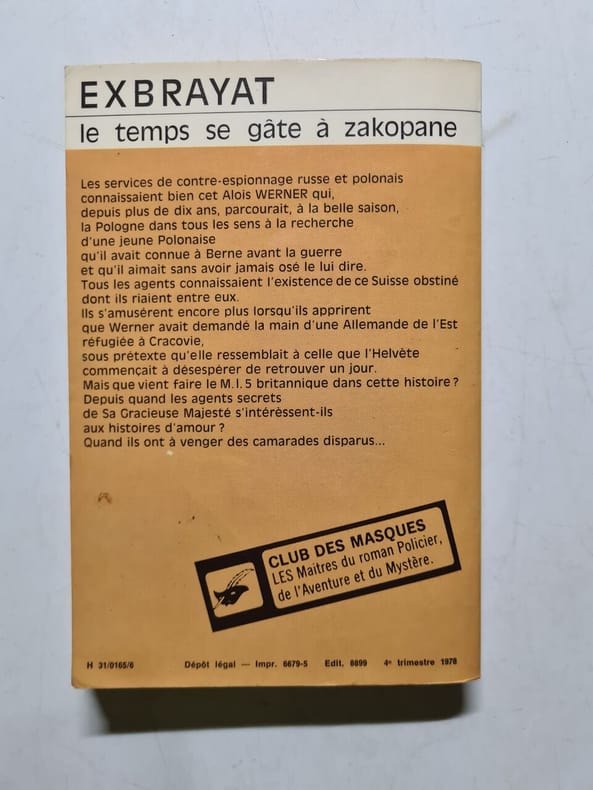 EXBRAYAT
le temps se gâte à zakopane
Les services de contre-espionnage russe et polonais
connaissaient bien cet Alois WERNER qui,
depuis plus de dix ans, parcourait, à la belle saison,
la Pologne dans tous les sens à la recherche
d'une jeune Polonaise
qu'il avait connue à Berne avant la guerre
et qu'il aimait sans avoir jamais osé le lui dire.
Tous les agents connaissaient l'existence de ce Suisse obstiné
dont ils riaient entre eux.
Ils s'amusérent encore plus lorsqu'ils apprirent
que Werner avait demandé la main d'une Allemande de l'Est
réfugiée à Cracovie,
sous prétexte qu'elle ressemblait à celle que l'Helvète
commençait à désespérer de retrouver un jour.
Mais que vient faire le M.I.5 britannique dans cette histoire ?
Depuis quand les agents secrets
de Sa Gracieuse Majesté s'intérèssent-ils
aux histoires d'amour ?
Quand ils ont à venger des camarades disparus...
CLUB DES MASQUES
LES Maitres du roman Policier,
de l'Aventure et du Mystère.
H 31/0165/6 Dépôt légal — Impr. 6679-5 Edit. 8899 4e trimestre 1978